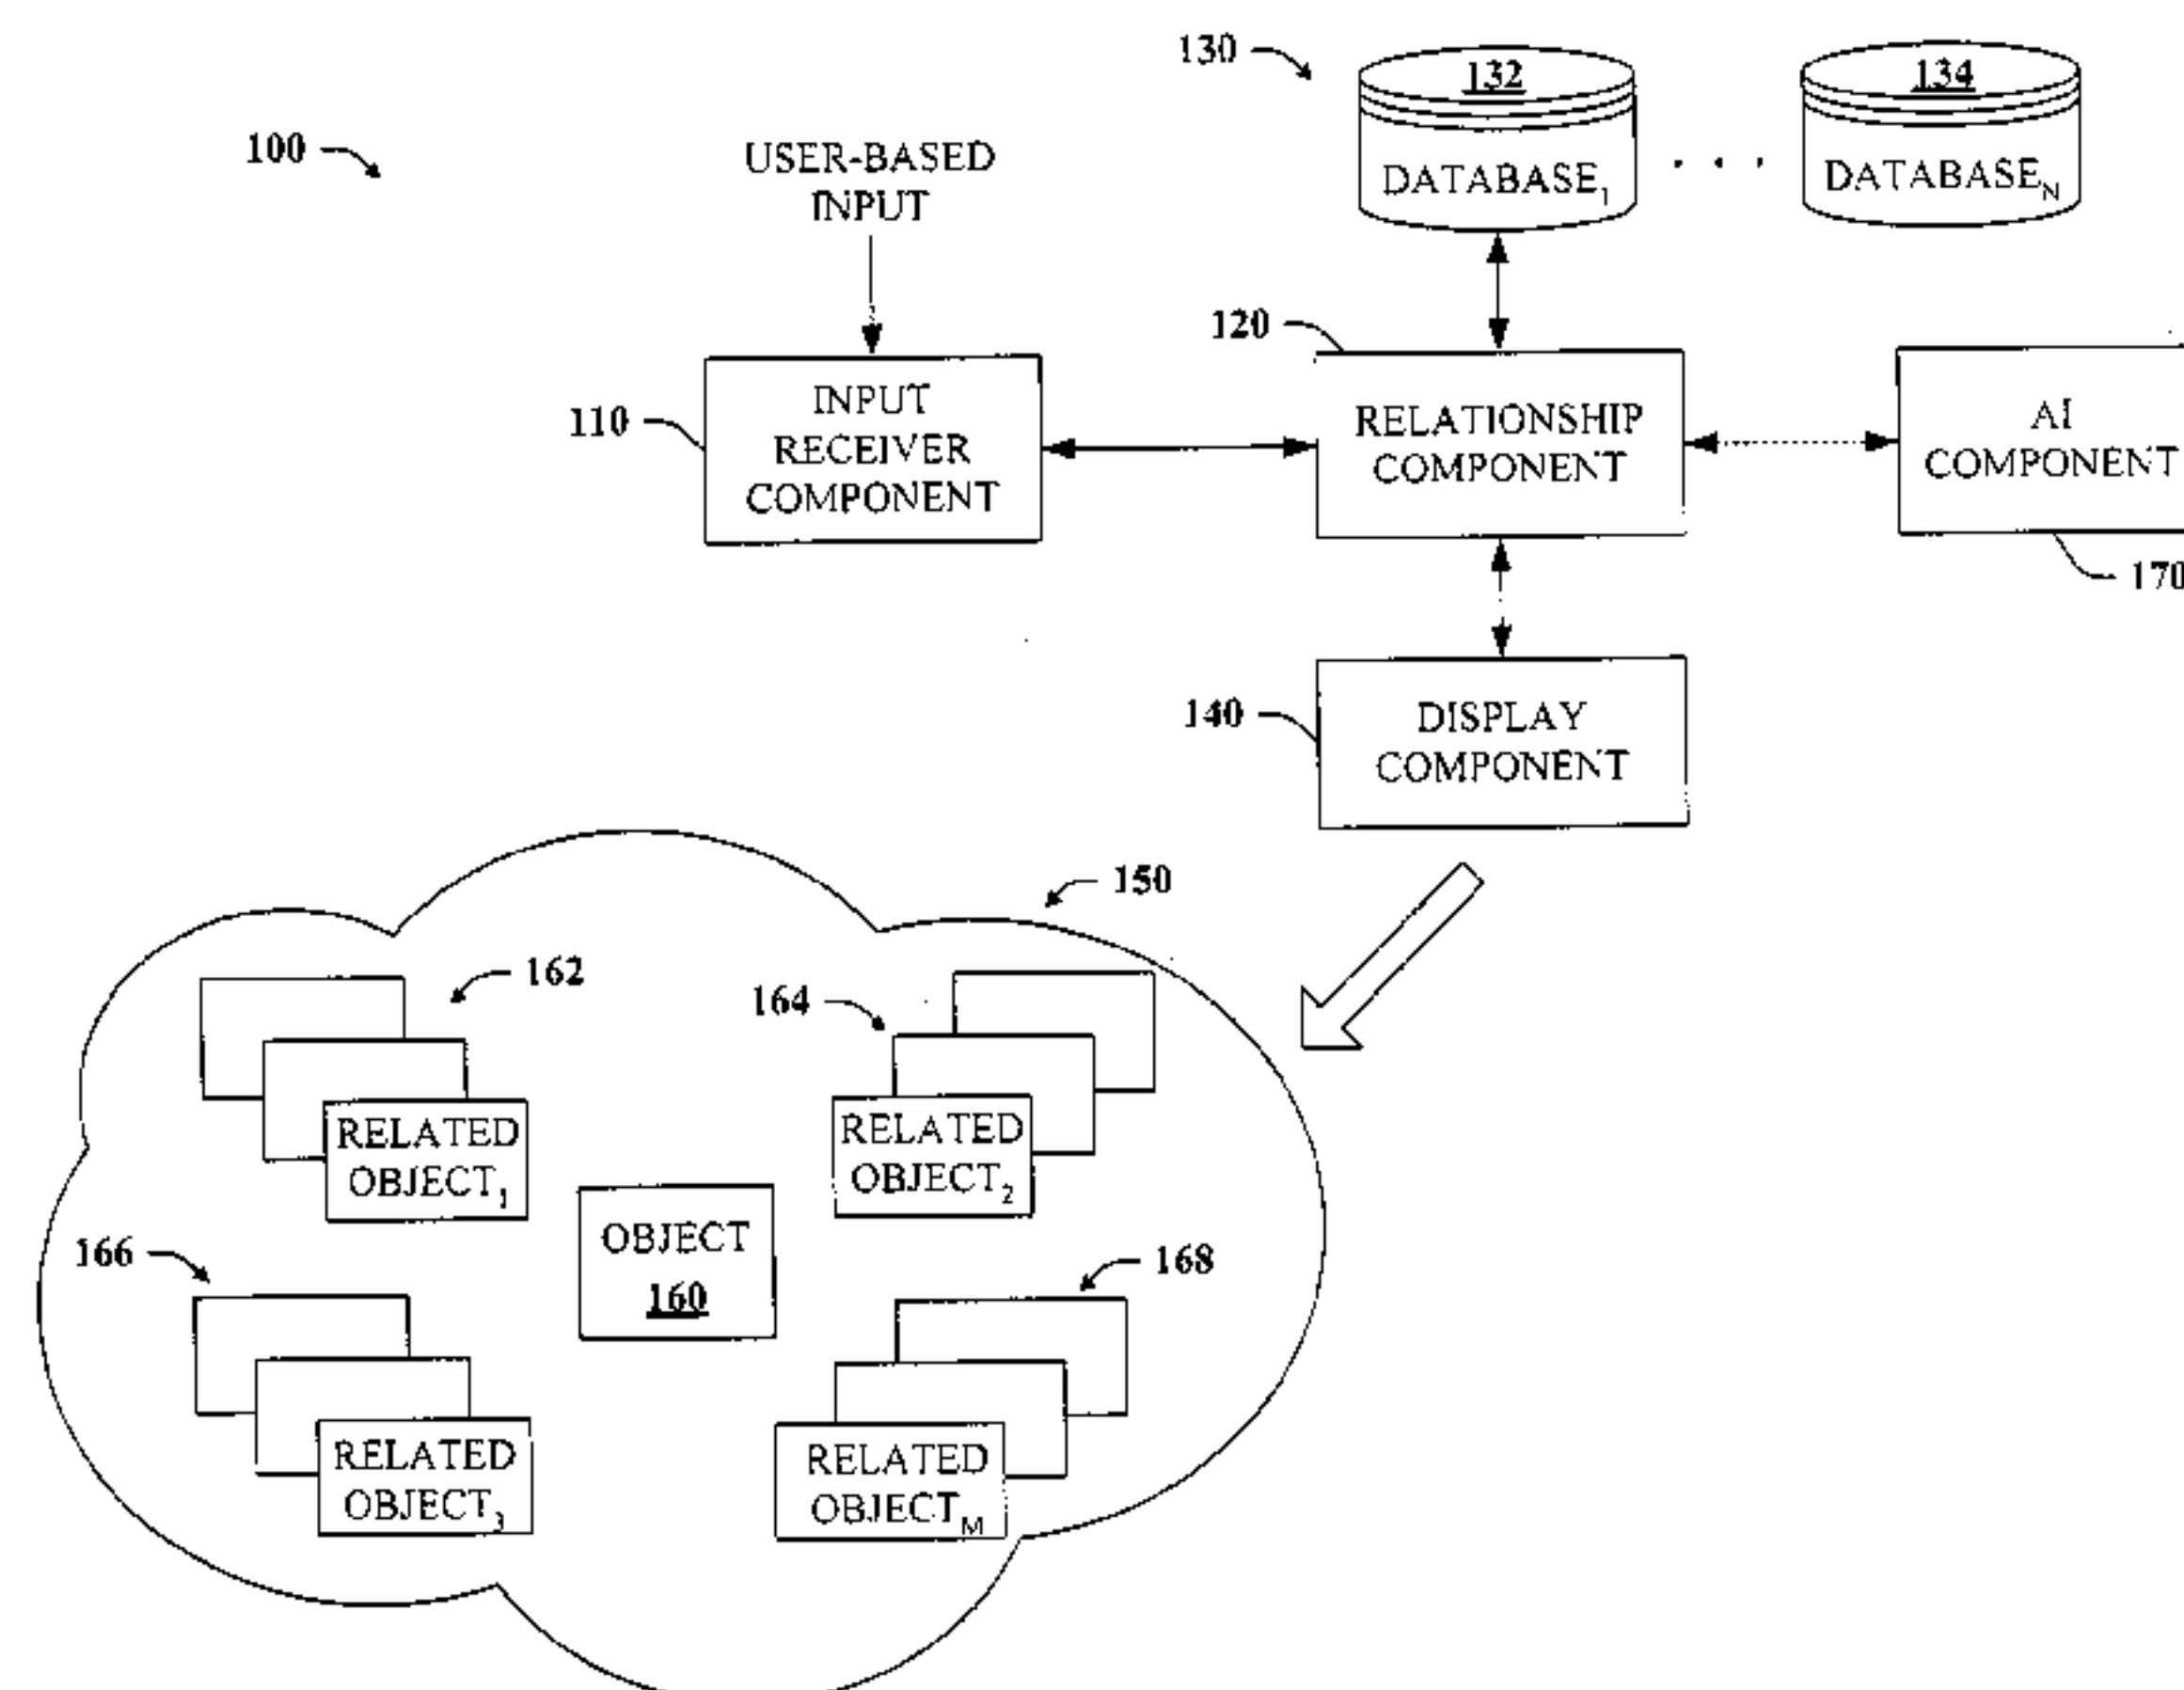 130
132
134
100
USER-BASED
INPUT
DATABASE1
. . .
DATABASEN
120
110
INPUT
RECEIVER
COMPONENT
RELATIONSHIP
COMPONENT
AI
COMPONENT
170
140
DISPLAY
COMPONENT
150
162
164
RELATED
OBJECT1
RELATED
OBJECT2
OBJECT
160
166
168
RELATED
OBJECT3
RELATED
OBJECTM